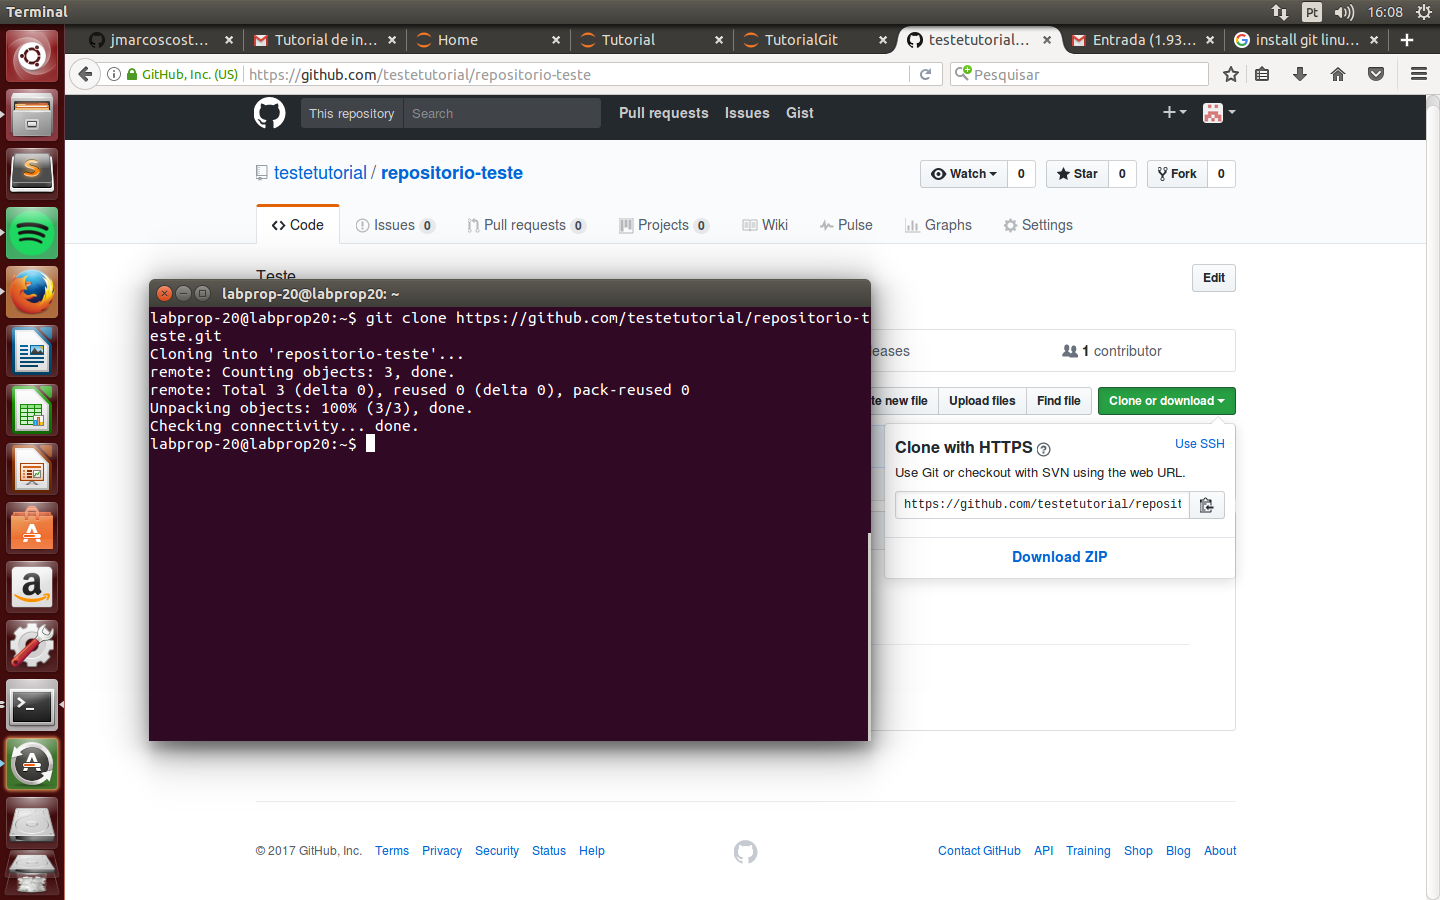 Terminal
Pt
16:08
jmarcoscost...
Tutorial de in...
Home
Tutorial
TutorialGit
testetutorial...
Entrada (1.93...
install git linu...
GitHub, Inc. (US)
https://github.com/testetutorial/repositorio-teste
Pesquisar
This repository
Search
Pull requests
Issues
Gist
testetutorial / repositorio-teste
Watch 0
Star 0
Fork 0
Code
Issues 0
Pull requests 0
Projects 0
Wiki
Pulse
Graphs
Settings
Teste
Edit
labprop-20@labprop20: ~
labprop-20@labprop20:~$ git clone https://github.com/testetutorial/repositorio-t
este.git
Cloning into 'repositorio-teste'...
remote: Counting objects: 3, done.
remote: Total 3 (delta 0), reused 0 (delta 0), pack-reused 0
Unpacking objects: 100% (3/3), done.
Checking connectivity... done.
labprop-20@labprop20:~$
eases
1 contributor
te new file
Upload files
Find file
Clone or download
Clone with HTTPS
Use SSH
Use Git or checkout with SVN using the web URL.
https://github.com/testetutorial/reposit
Download ZIP
© 2017 GitHub, Inc.
Terms
Privacy
Security
Status
Help
Contact GitHub
API
Training
Shop
Blog
About